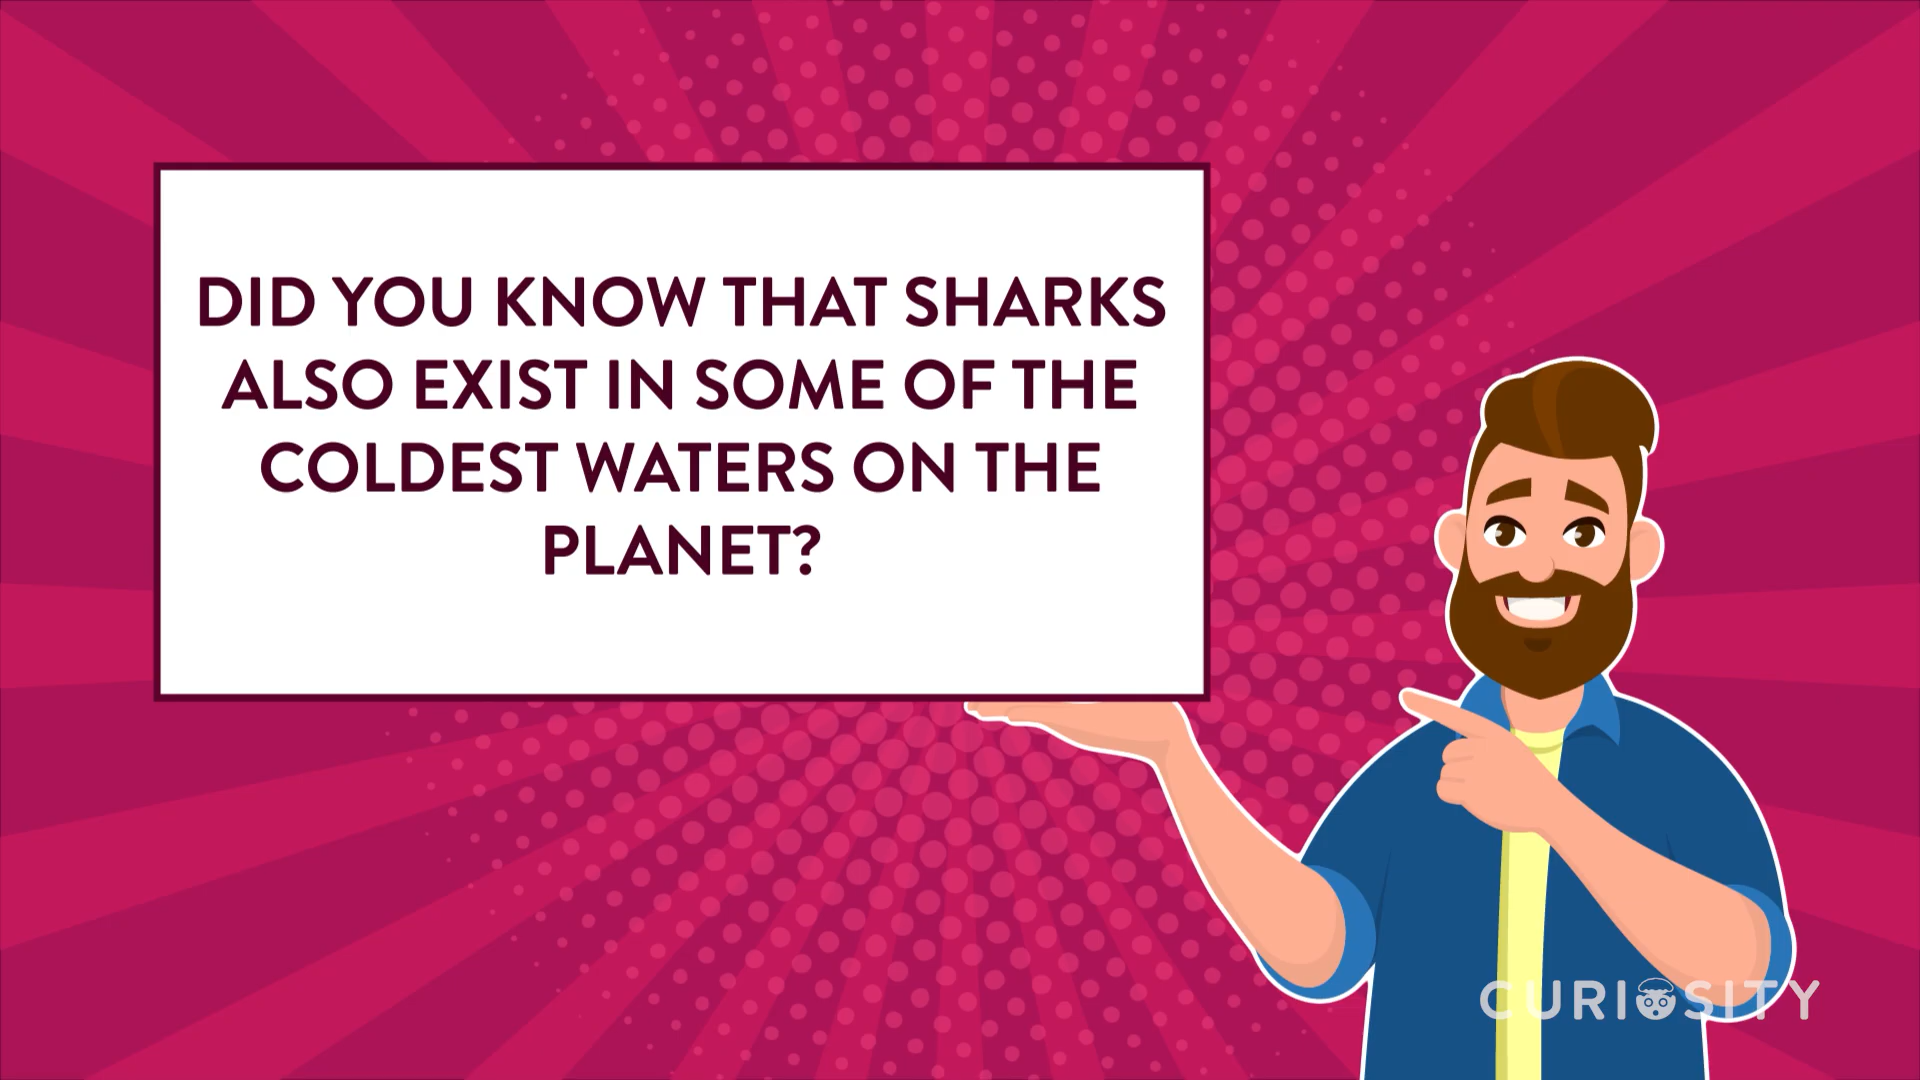 DID YOU KNOW THAT SHARKS
ALSO EXIST IN SOME OF THE
COLDEST WATERS ON THE
PLANET?
CURIOSITY